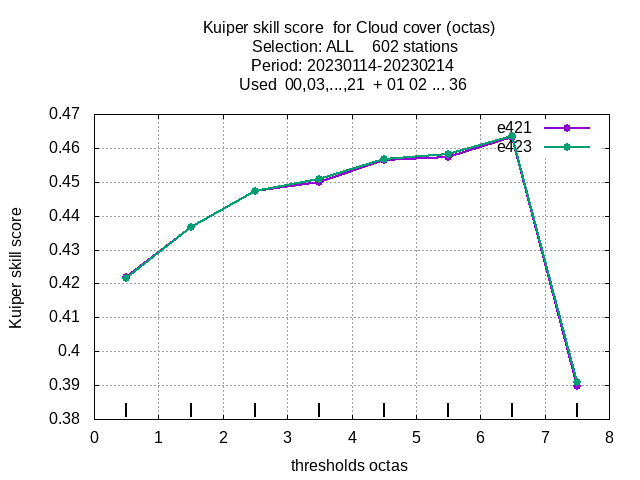 Kuiper skill score  for Cloud cover (octas)
Selection: ALL    602 stations
Period: 20230114-20230214
Used  00,03,...,21  + 01 02 ... 36
0.47
0.46
0.45
0.44
0.43
0.42
0.41
0.4
0.39
0.38
Kuiper skill score
e421
e423
0 1 2 3 4 5 6 7 8
thresholds octas